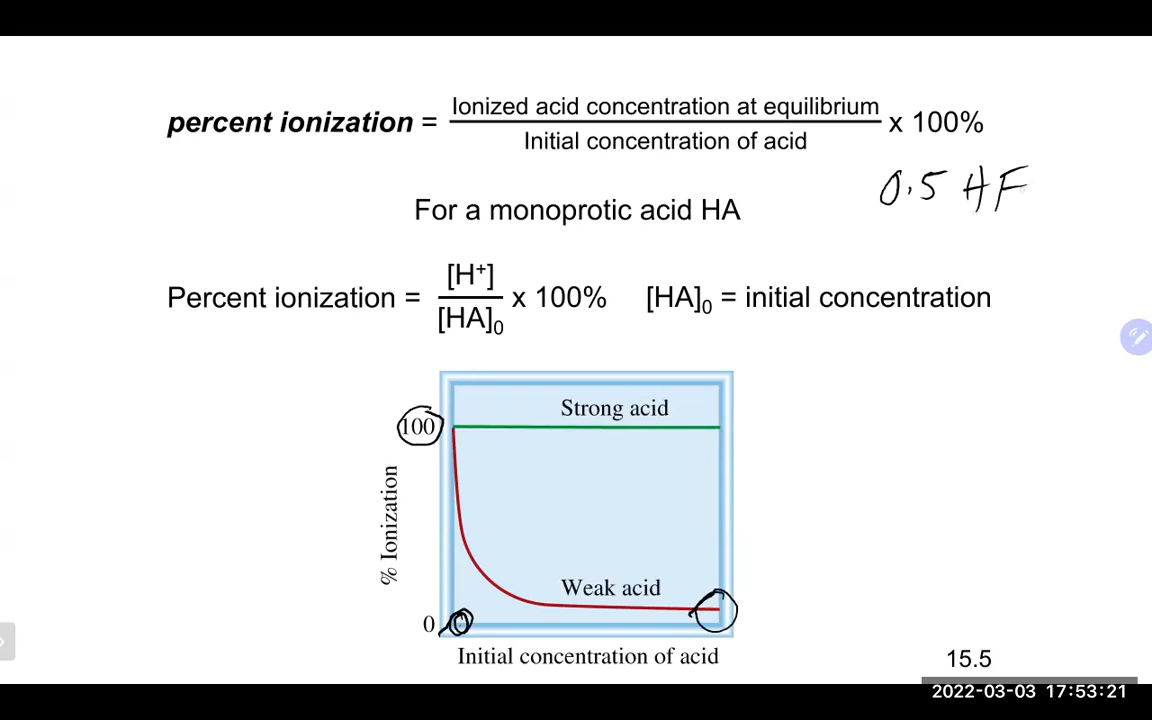 percent ionization = Ionized acid concentration at equilibrium
Initial concentration of acid x 100%
0.5 HF
For a monoprotic acid HA
Percent ionization = [H+]
[HA]0 x 100% [HA]0 = initial concentration
Strong acid
100
% Ionization
Weak acid
0
Initial concentration of acid
15.5
2022-03-03 17:53:21